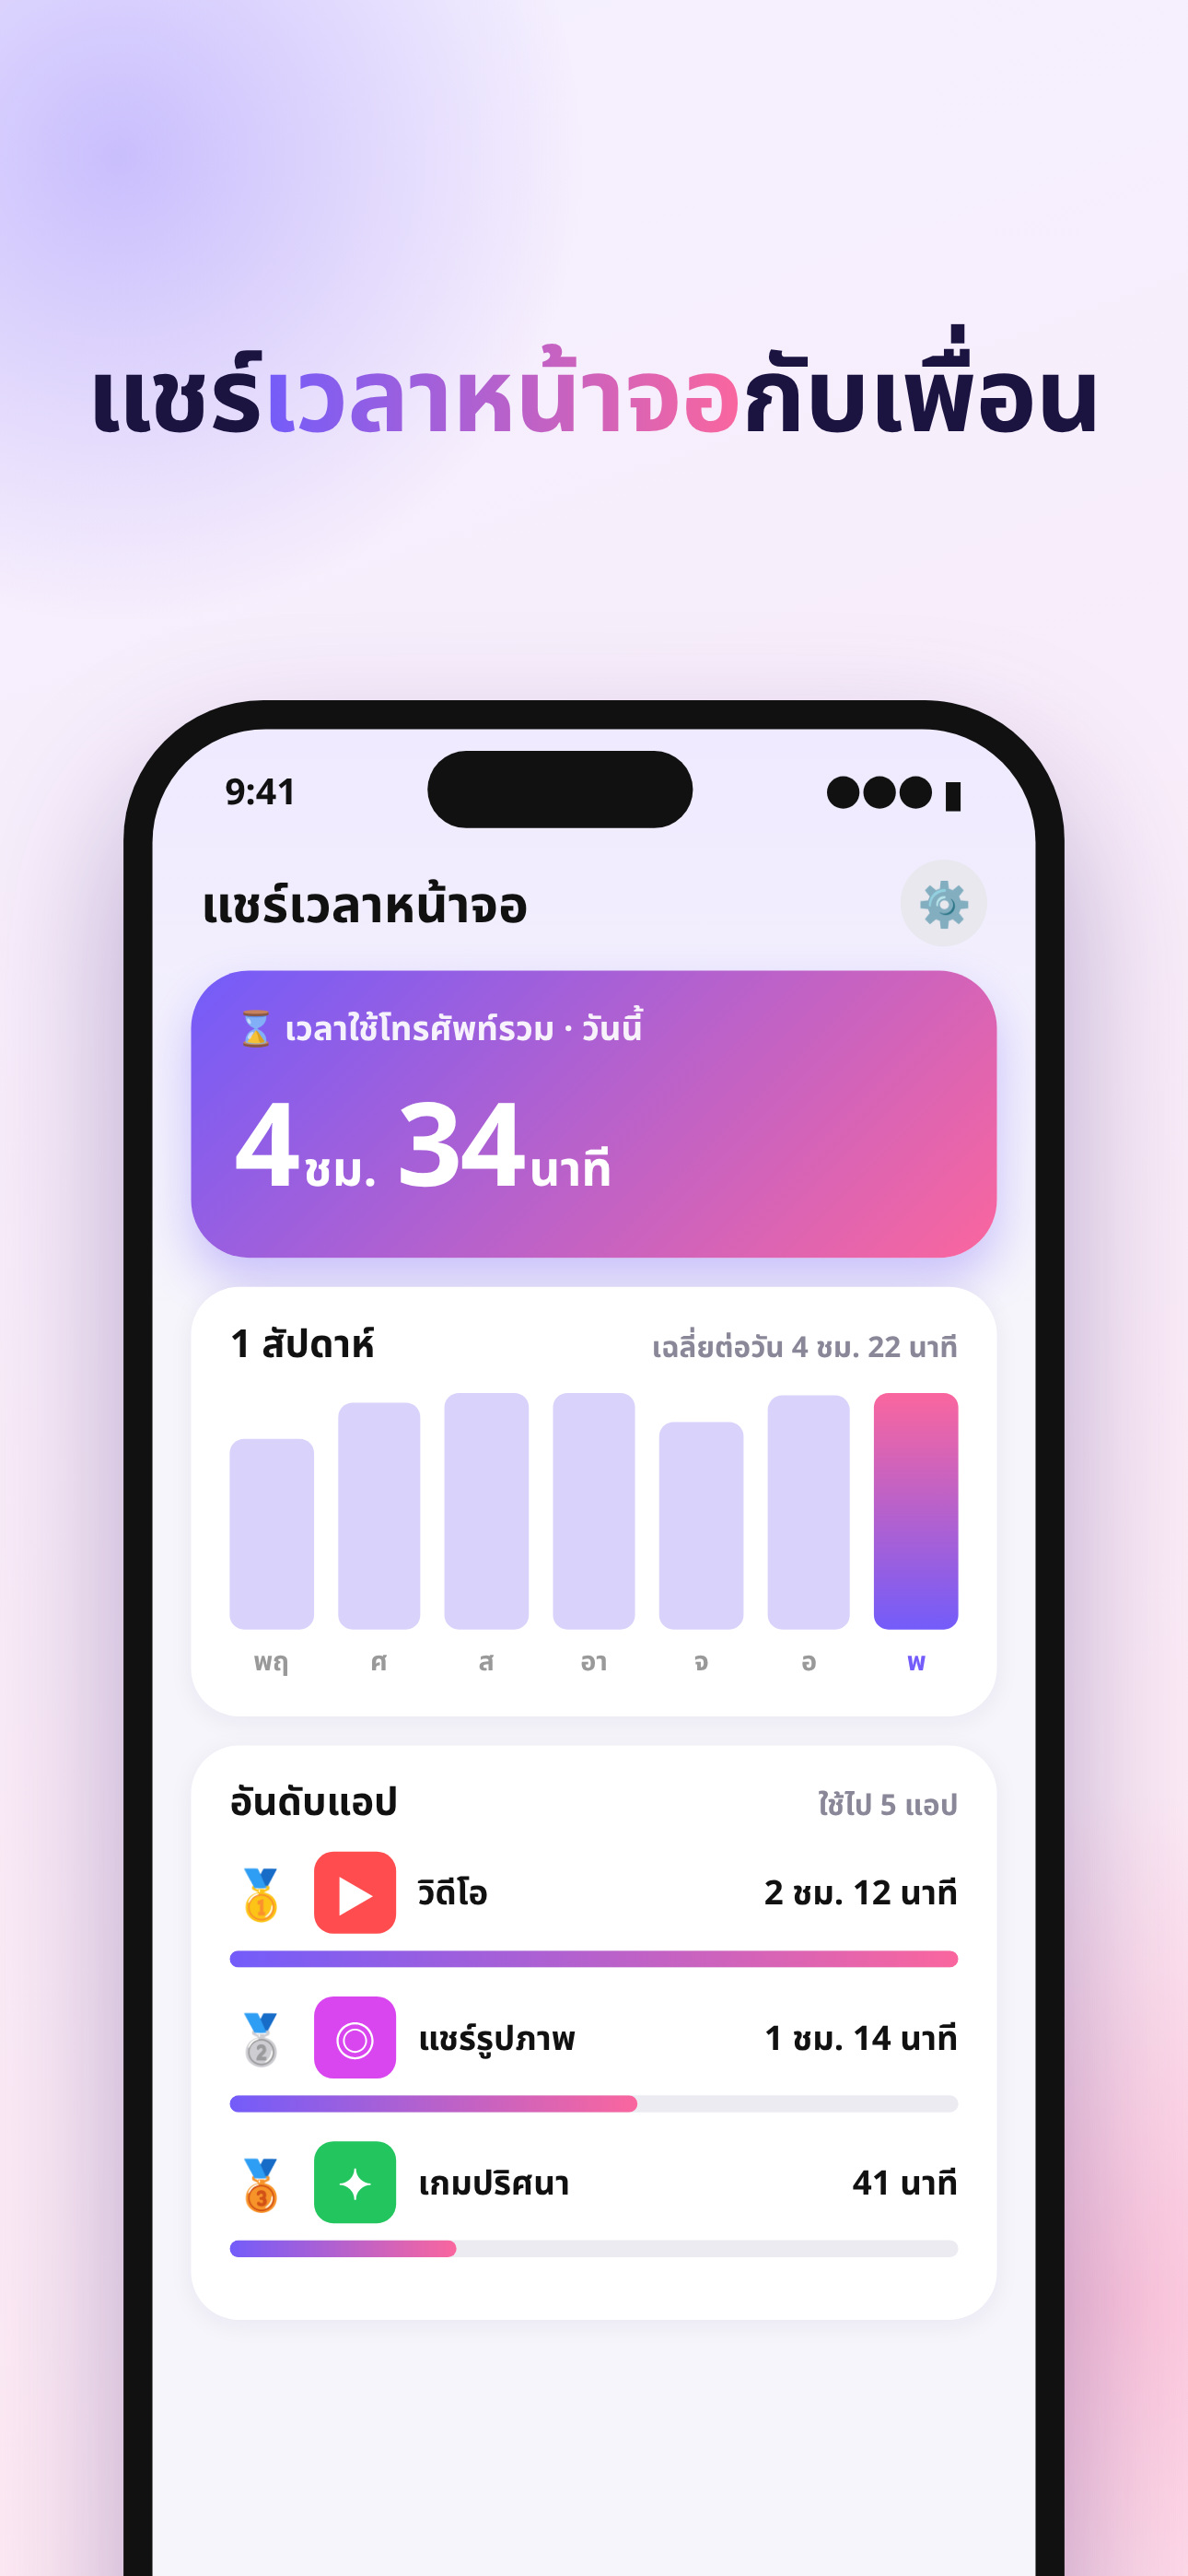 แชร์เวลาหน้าจอกับเพื่อน
9:41
แชร์เวลาหน้าจอ
เวลาใช้โทรศัพท์รวม · วันนี้
4 ชม. 34 นาที
1 สัปดาห์ เฉลี่ยต่อวัน 4 ชม. 22 นาที
พฤ ศ ส อา จ อ พ
อันดับแอป ใช้ไป 5 แอป
1 วิดีโอ 2 ชม. 12 นาที
2 แชร์รูปภาพ 1 ชม. 14 นาที
3 เกมปริศนา 41 นาที